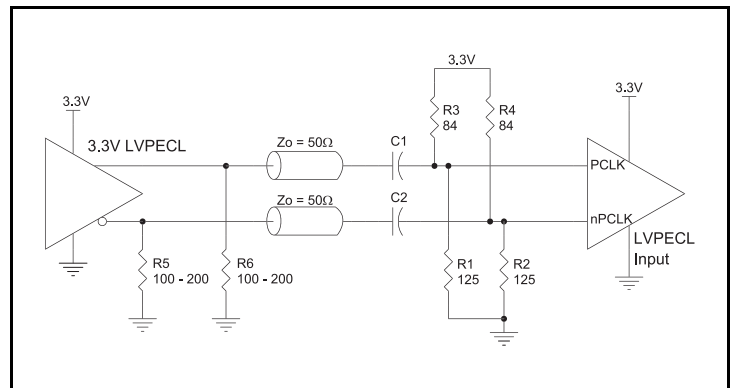 3.3V
3.3V LVPECL
Zo = 50Ω
Zo = 50Ω
C1
C2
3.3V
R3
84
R4
84
3.3V
PCLK
nPCLK
LVPECL
Input
R5
100 - 200
R6
100 - 200
R1
125
R2
125